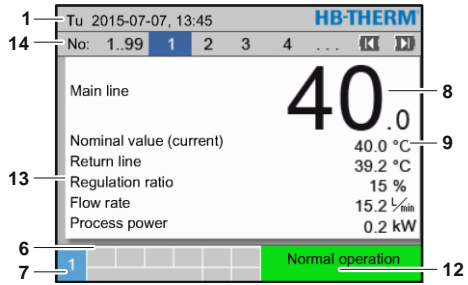 1 Tu 2015-07-07, 13:45 HB-THERM
14 No: 1..99 1 2 3 4 ...
Main line 40.0 8
Nominal value (current) 40.0 °C 9
Return line 39.2 °C
13 Regulation ratio 15 %
Flow rate 15.2 L/min
Process power 0.2 kW
6
7 1 Normal operation 12